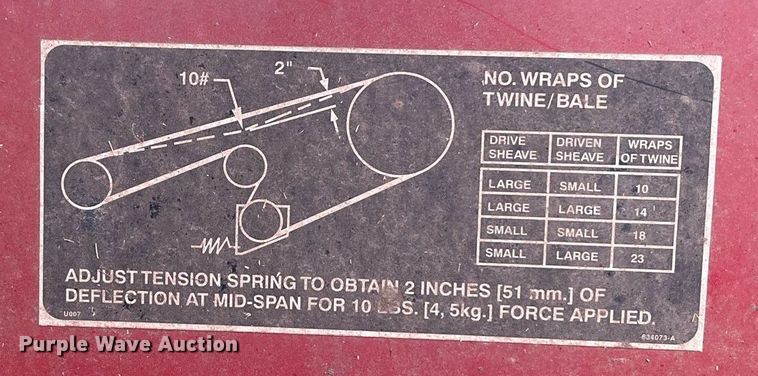 10#
2"
NO. WRAPS OF
TWINE/BALE
DRIVE SHEAVE DRIVEN SHEAVE WRAPS OF TWINE
LARGE SMALL 10
LARGE LARGE 14
SMALL SMALL 18
SMALL LARGE 23
ADJUST TENSION SPRING TO OBTAIN 2 INCHES [51 mm.] OF
DEFLECTION AT MID-SPAN FOR 10 LBS. [4, 5kg.] FORCE APPLIED.
U007
634073-A
Purple Wave Auction